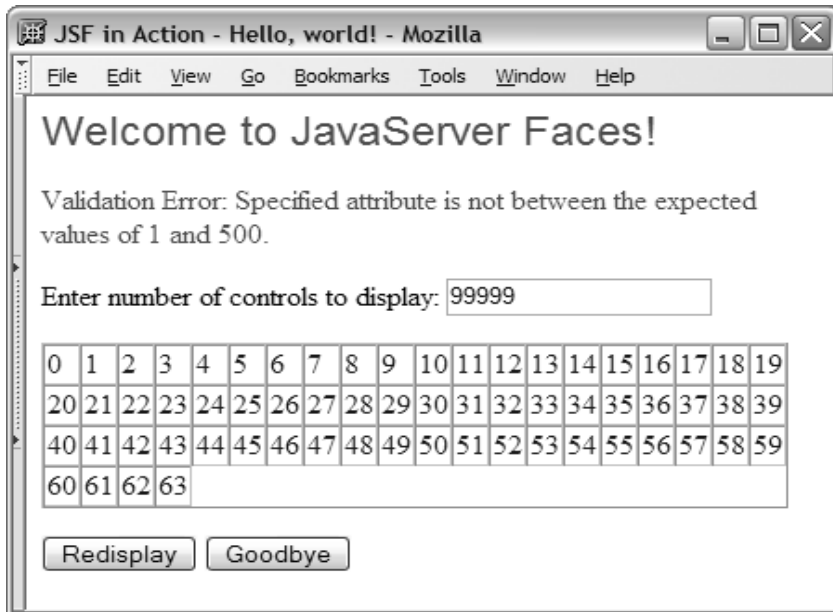 JSF in Action - Hello, world! - Mozilla
File Edit View Go Bookmarks Tools Window Help
Welcome to JavaServer Faces!
Validation Error: Specified attribute is not between the expected
values of 1 and 500.
Enter number of controls to display: 99999
0 1 2 3 4 5 6 7 8 9 10 11 12 13 14 15 16 17 18 19
20 21 22 23 24 25 26 27 28 29 30 31 32 33 34 35 36 37 38 39
40 41 42 43 44 45 46 47 48 49 50 51 52 53 54 55 56 57 58 59
60 61 62 63
Redisplay Goodbye